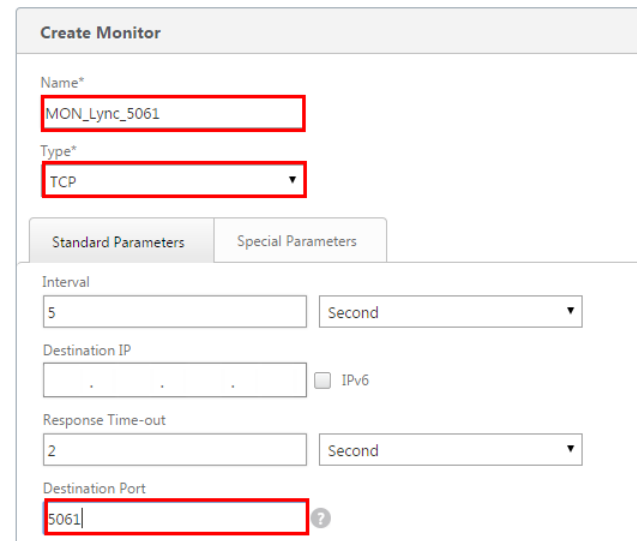 Create Monitor
Name*
MON_Lync_5061
Type*
TCP
Standard Parameters Special Parameters
Interval
5 Second
Destination IP
. . . IPv6
Response Time-out
2 Second
Destination Port
5061 ?